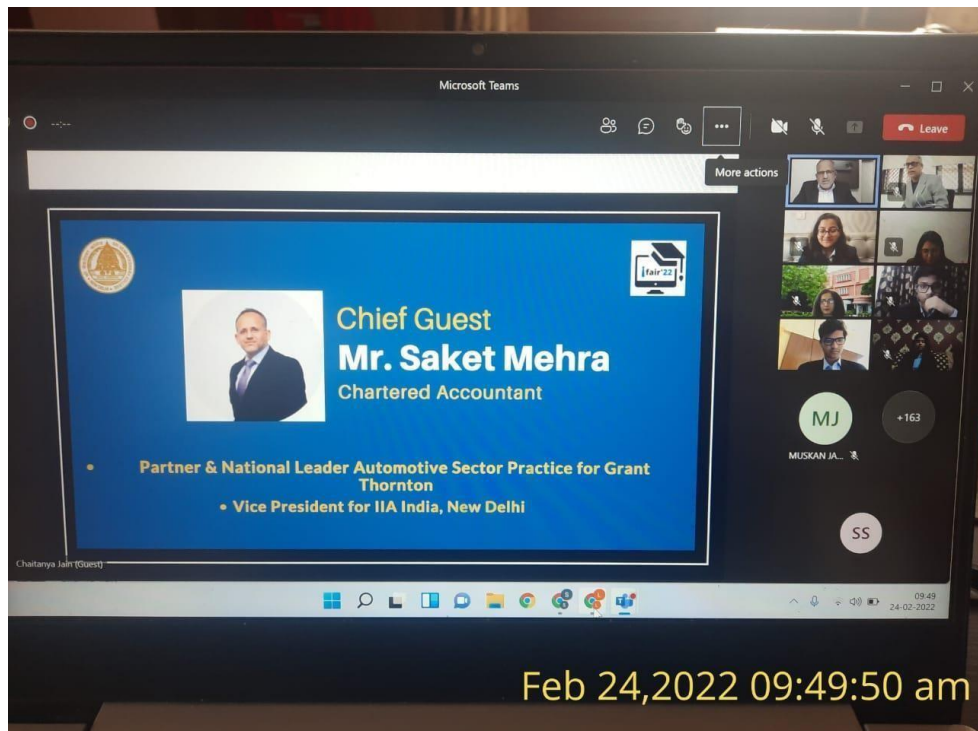 Microsoft Teams
--:--
Leave
More actions
ifair'22
Chief Guest
Mr. Saket Mehra
Chartered Accountant
• Partner & National Leader Automotive Sector Practice for Grant
Thornton
• Vice President for IIA India, New Delhi
MJ
+163
MUSKAN JA...
SS
Chaitanya Jain (Guest)
09:49
24-02-2022
Feb 24,2022 09:49:50 am